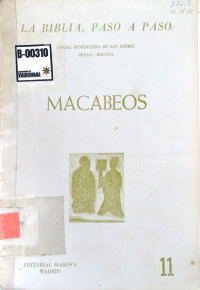 LA BIBLIA, PASO A PASO
B-00310
ABADIA BENEDICTINA DE SAN ANDRES
BRUJAS - BELGICA
MACABEOS
EDITORIAL MAROVA
MADRID
11